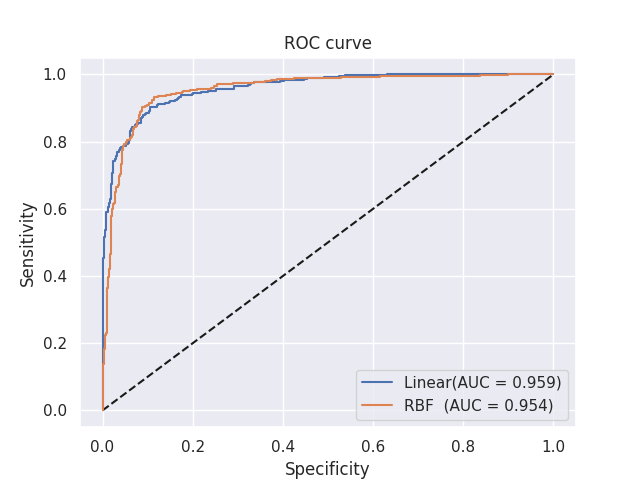 ROC curve
1.0
0.8
0.6
0.4
0.2
0.0
Sensitivity
Linear(AUC = 0.959)
RBF  (AUC = 0.954)
0.0 0.2 0.4 0.6 0.8 1.0
Specificity